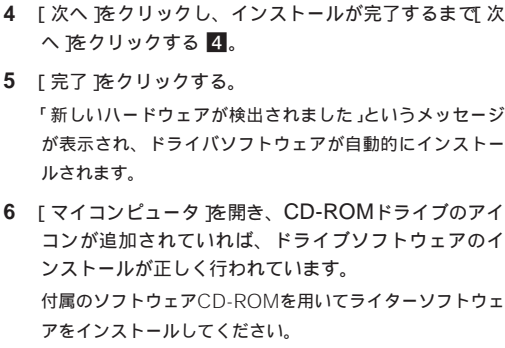 4 [ 次へ ]をクリックし、インストールが完了するまで[ 次
へ ]をクリックする 4。
5 [ 完了 ]をクリックする。
「新しいハードウェアが検出されました」というメッセージ
が表示され、ドライバソフトウェアが自動的にインストー
ルされます。
6 [ マイコンピュータ ]を開き、CD-ROMドライブのアイ
コンが追加されていれば、ドライブソフトウェアのイ
ンストールが正しく行われています。
付属のソフトウェアCD-ROMを用いてライターソフトウェ
アをインストールしてください。